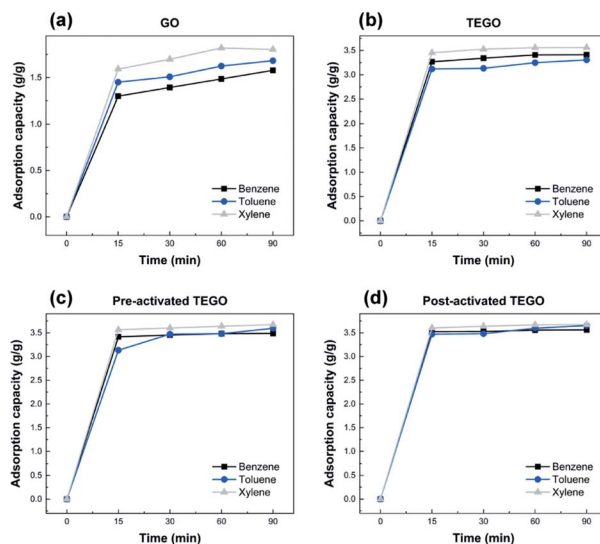 (a) GO
Adsorption capacity (g/g)
1.5
1.0
0.5
0.0
Benzene
Toluene
Xylene
0 15 30 60 90
Time (min)
(b) TEGO
Adsorption capacity (g/g)
3.5
3.0
2.5
2.0
1.5
1.0
0.5
0.0
Benzene
Toluene
Xylene
0 15 30 60 90
Time (min)
(c) Pre-activated TEGO
Adsorption capacity (g/g)
3.5
3.0
2.5
2.0
1.5
1.0
0.5
0.0
Benzene
Toluene
Xylene
0 15 30 60 90
Time (min)
(d) Post-activated TEGO
Adsorption capacity (g/g)
3.5
3.0
2.5
2.0
1.5
1.0
0.5
0.0
Benzene
Toluene
Xylene
0 15 30 60 90
Time (min)